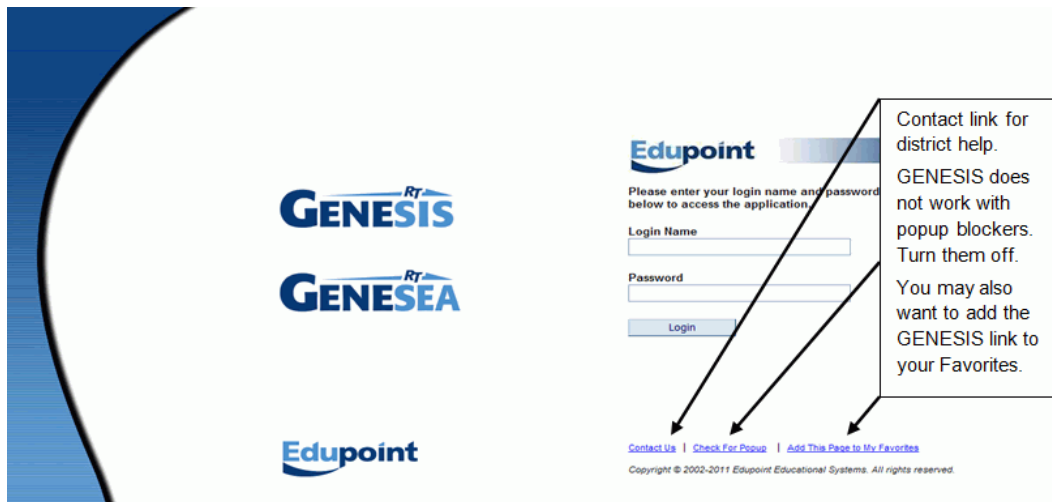 RT
GENESIS
RT
GENESEA
Edupoint
Edupoint
Please enter your login name and password
below to access the application.
Login Name
Password
Login
Contact Us | Check For Popup | Add This Page to My Favorites
Copyright © 2002-2011 Edupoint Educational Systems. All rights reserved.
Contact link for
district help.
GENESIS does
not work with
popup blockers.
Turn them off.
You may also
want to add the
GENESIS link to
your Favorites.